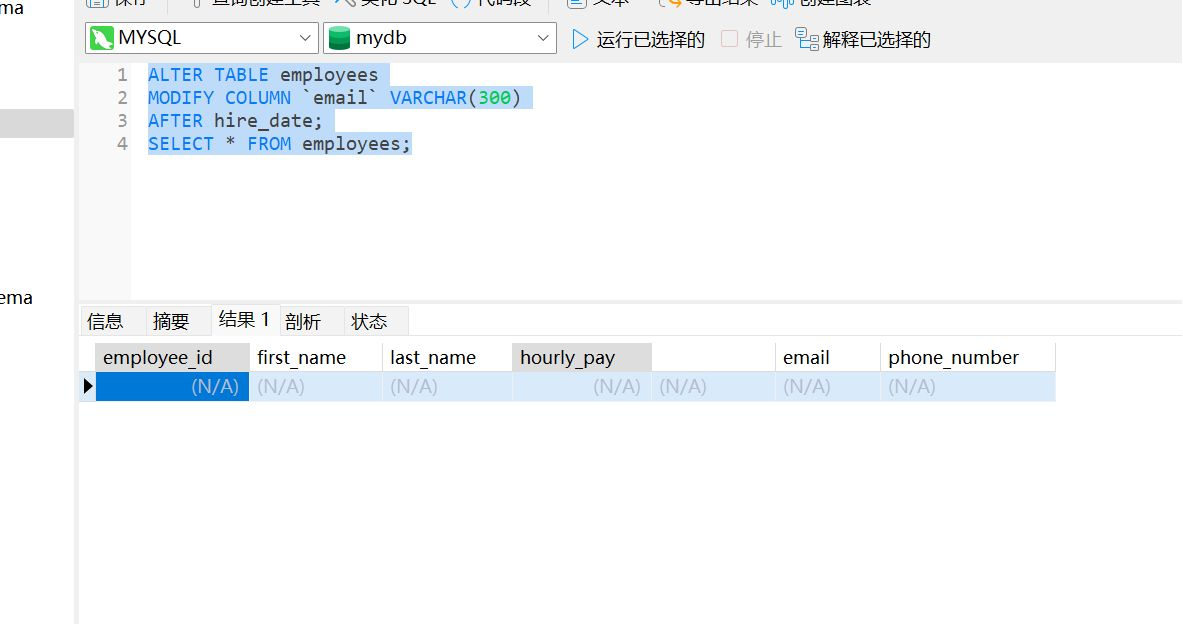 ma
保存 查询创建工具 美化 SQL 代码段 文本 导出结果 创建图表
MYSQL mydb 运行已选择的 停止 解释已选择的
1 ALTER TABLE employees
2 MODIFY COLUMN `email` VARCHAR(300)
3 AFTER hire_date;
4 SELECT * FROM employees;
ema
信息 摘要 结果 1 剖析 状态
employee_id first_name last_name hourly_pay email phone_number
(N/A) (N/A) (N/A) (N/A) (N/A) (N/A) (N/A)